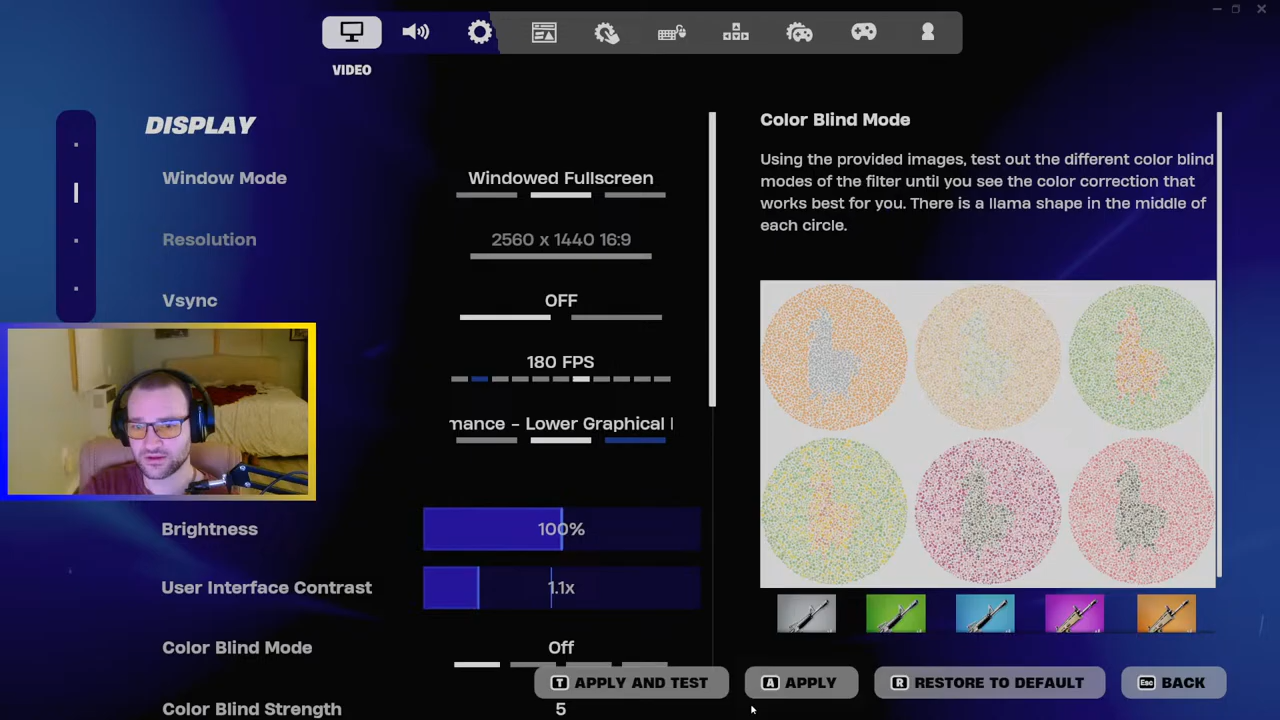 VIDEO
DISPLAY
Window Mode
Windowed Fullscreen
Resolution
2560 x 1440 16:9
Vsync
OFF
180 FPS
mance - Lower Graphical
Brightness
100%
User Interface Contrast
1.1x
Color Blind Mode
Off
Color Blind Strength
5
Color Blind Mode
Using the provided images, test out the different color blind
modes of the filter until you see the color correction that
works best for you. There is a llama shape in the middle of
each circle.
T APPLY AND TEST
A APPLY
R RESTORE TO DEFAULT
Esc BACK